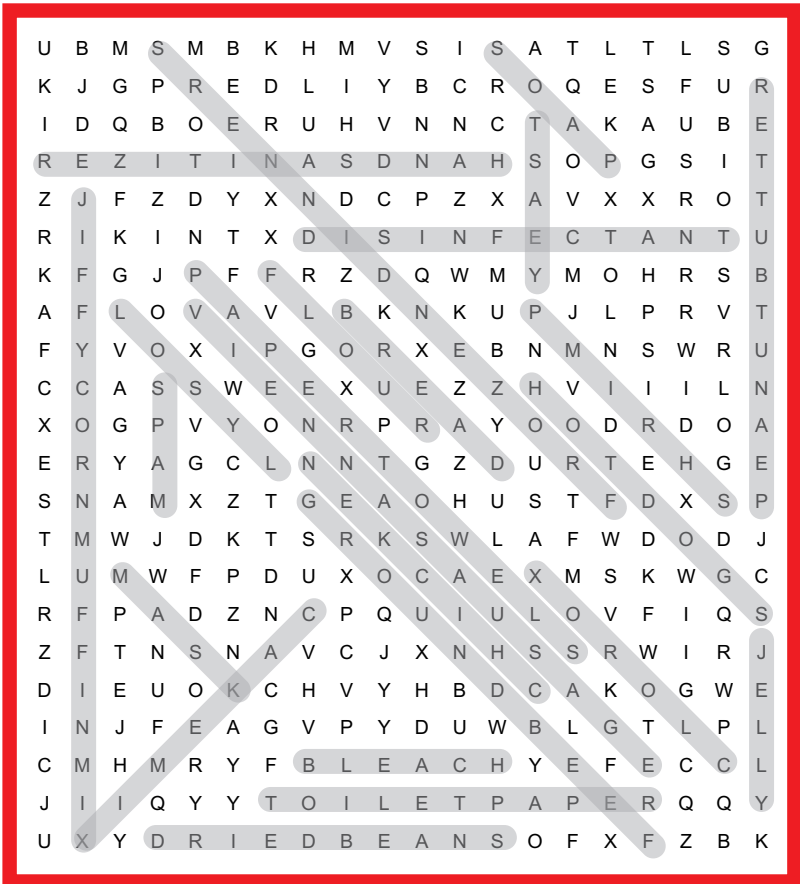 U B M S M B K H M V S I S A T L T L S G
K J G P R E D L I Y B C R O Q E S F U R
I D Q B O E R U H V N N C T A K A U B E
R E Z I T I N A S D N A H S O P G S I T
Z J F Z D Y X N D C P Z X A V X X R O T
R I K I N T X D I S I N F E C T A N T U
K F G J P F F R Z D Q W M Y M O H R S B
A F L O V A V L B K N K U P J L P R V T
F Y V O X I P G O R X E B N M N S W R U
C C A S S W E E X U E Z Z H V I I I L N
X O G P V Y O N R P R A Y O O D R D O A
E R Y A G C L N N T G Z D U R T E H G E
S N A M X Z T G E A O H U S T F D X S P
T M W J D K T S R K S W L A F W D O D J
L U M W F P D U X O C A E X M S K W G C
R F P A D Z N C P Q U I U L O V F I Q S
Z F T N S N A V C J X N H S S R W I R J
D I E U O K C H V Y H B D C A K O G W E
I N J F E A G V P Y D U W B L G T L P L
C M H M R Y F B L E A C H Y E F E C C L
J I I Q Y Y T O I L E T P A P E R Q Q Y
U X Y D R I E D B E A N S O F X F Z B K